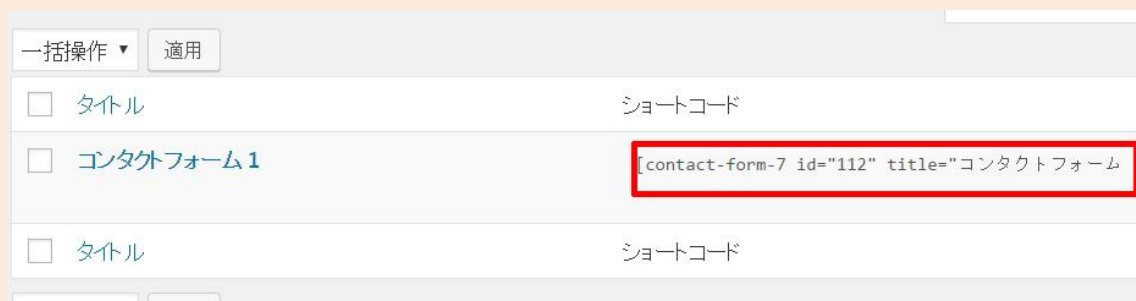 一括操作 ▼ 適用
タイトル ショートコード
コンタクトフォーム 1 [contact-form-7 id="112" title="コンタクトフォーム
タイトル ショートコード